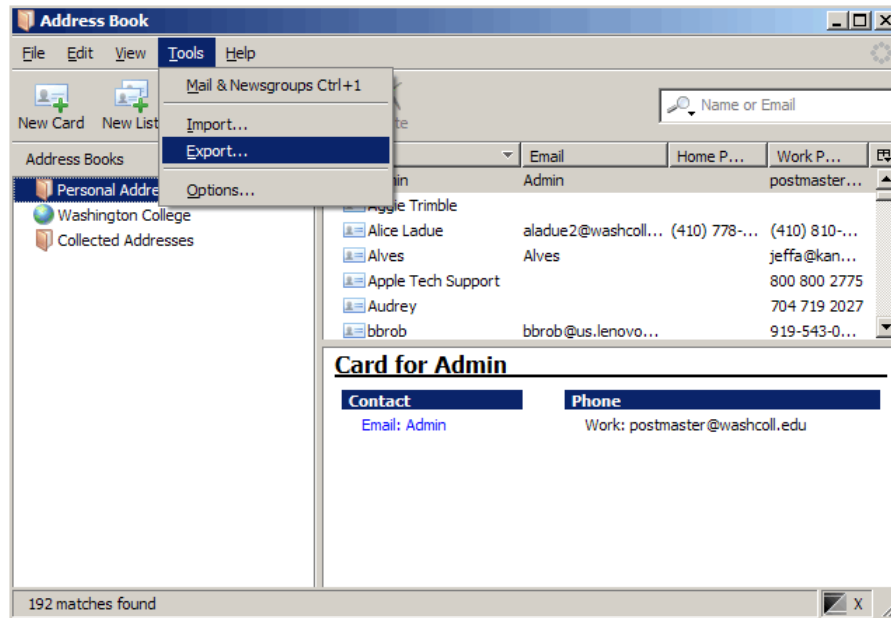 Address Book
File Edit View Tools Help
Mail & Newsgroups Ctrl+1
Import...
Export...
Options...
New Card New List
Name or Email
Address Books
Email Home P... Work P...
Personal Addre
Washington College
Collected Addresses
Admin postmaster...
Aggie Trimble
Alice Ladue aladue2@washcoll... (410) 778-... (410) 810-...
Alves Alves jeffa@kan...
Apple Tech Support 800 800 2775
Audrey 704 719 2027
bbrob bbrob@us.lenovo... 919-543-0...
Card for Admin
Contact Phone
Email: Admin Work: postmaster@washcoll.edu
192 matches found X